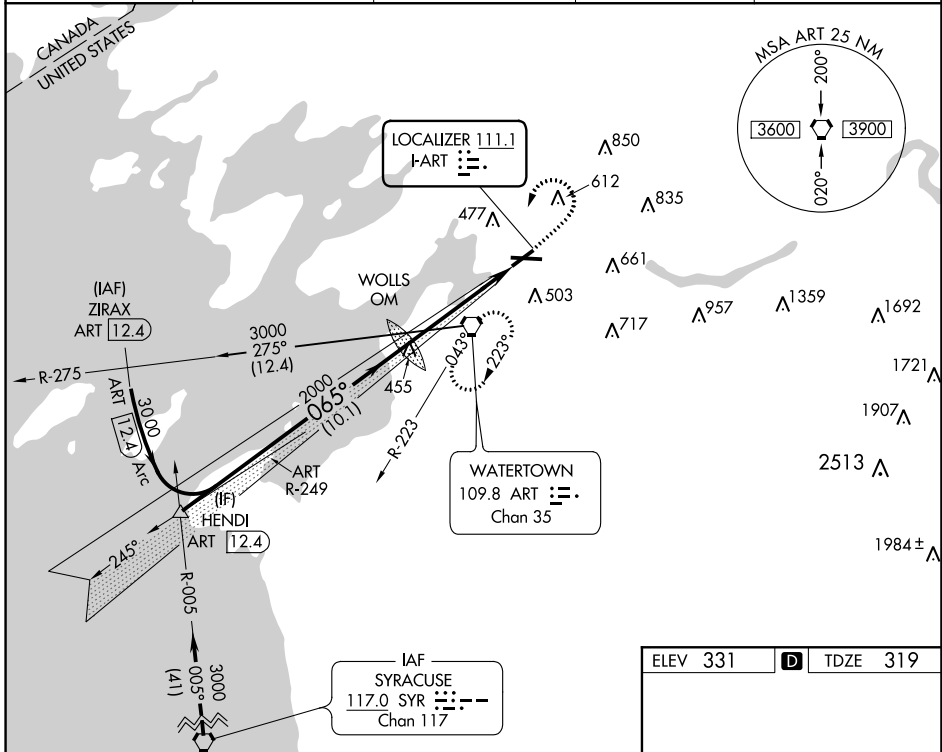 CANADA
UNITED STATES
MSA ART 25 NM
200°
3600
3900
020°
LOCALIZER 111.1
I-ART
850
612
835
477
661
WOLLS
OM
503
717
957
1359
1692
1721
1907
2513
1984 ±
(IAF)
ZIRAX
ART 12.4
3000
275°
(12.4)
R-275
455
043°
223°
R-223
2000
065°
(10.1)
3000
ART 12.4 Arc
ART
R-249
(IF)
HENDI
ART 12.4
245°
R-005
WATERTOWN
109.8 ART
Chan 35
3000
005°
(41)
IAF
SYRACUSE
117.0 SYR
Chan 117
ELEV 331 D TDZE 319